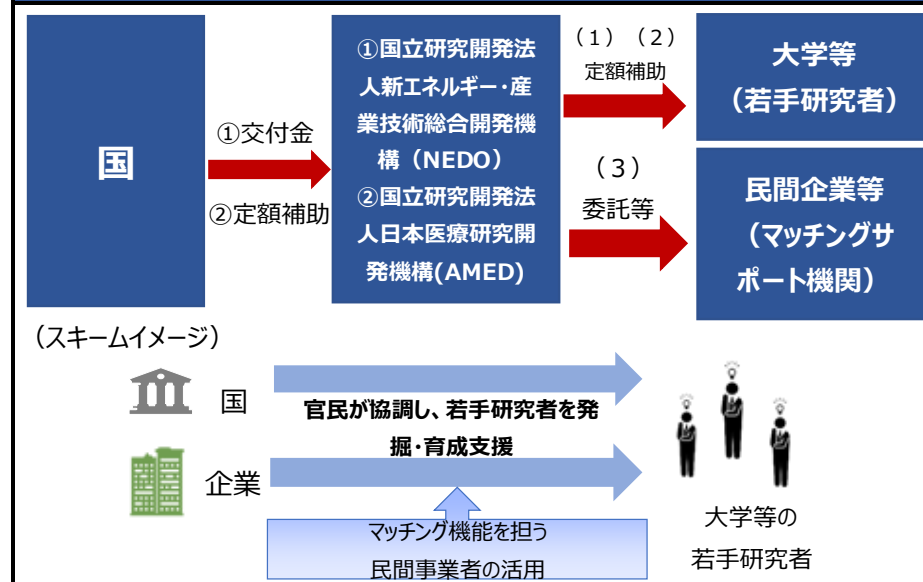 国
①交付金
②定額補助
①国立研究開発法
人新エネルギー・産
業技術総合開発機
構（NEDO）
②国立研究開発法
人日本医療研究開
発機構(AMED)
（１）（２）
定額補助
（３）
委託等
大学等
（若手研究者）
民間企業等
（マッチングサ
ポート機関）
（スキームイメージ）
国
官民が協調し、若手研究者を発
掘・育成支援
企業
マッチング機能を担う
民間事業者の活用
大学等の
若手研究者